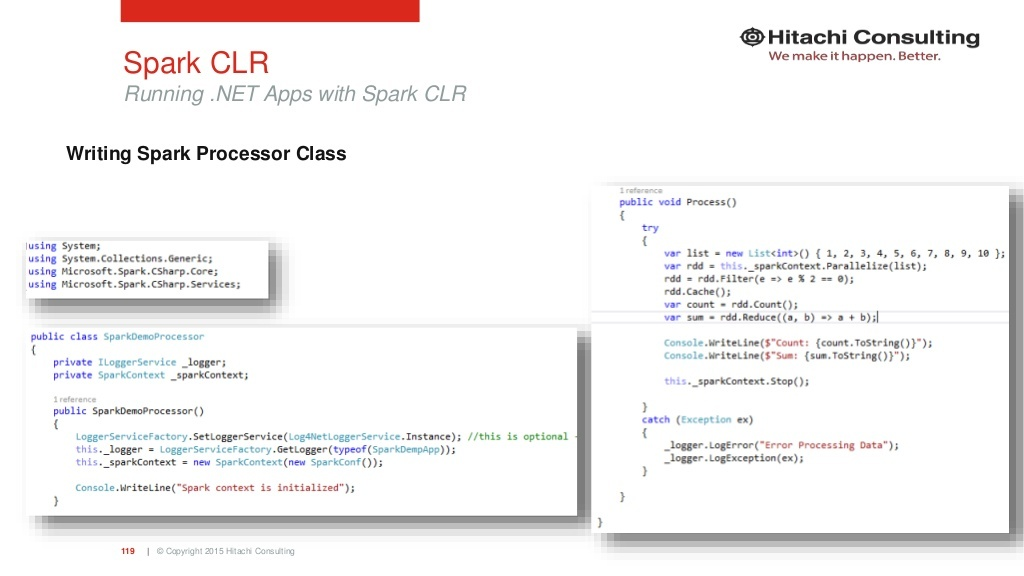 Hitachi Consulting
We make it happen. Better.
Spark CLR
Running .NET Apps with Spark CLR
Writing Spark Processor Class
using System;
using System.Collections.Generic;
using Microsoft.Spark.CSharp.Core;
using Microsoft.Spark.CSharp.Services;
public class SparkDemoProcessor
{
private ILoggerService _logger;
private SparkContext _sparkContext;
1 reference
public SparkDemoProcessor()
{
LoggerServiceFactory.SetLoggerService(Log4NetLoggerService.Instance); //this is optional -
this._logger = LoggerServiceFactory.GetLogger(typeof(SparkDempApp));
this._sparkContext = new SparkContext(new SparkConf());
Console.WriteLine("Spark context is initialized");
}
1 reference
public void Process()
{
try
{
var list = new List<int>() { 1, 2, 3, 4, 5, 6, 7, 8, 9, 10 };
var rdd = this._sparkContext.Parallelize(list);
rdd = rdd.Filter(e => e % 2 == 0);
rdd.Cache();
var count = rdd.Count();
var sum = rdd.Reduce((a, b) => a + b);
Console.WriteLine($"Count: {count.ToString()}");
Console.WriteLine($"Sum: {sum.ToString()}");
this._sparkContext.Stop();
}
catch (Exception ex)
{
_logger.LogError("Error Processing Data");
_logger.LogException(ex);
}
}
}
119 | © Copyright 2015 Hitachi Consulting